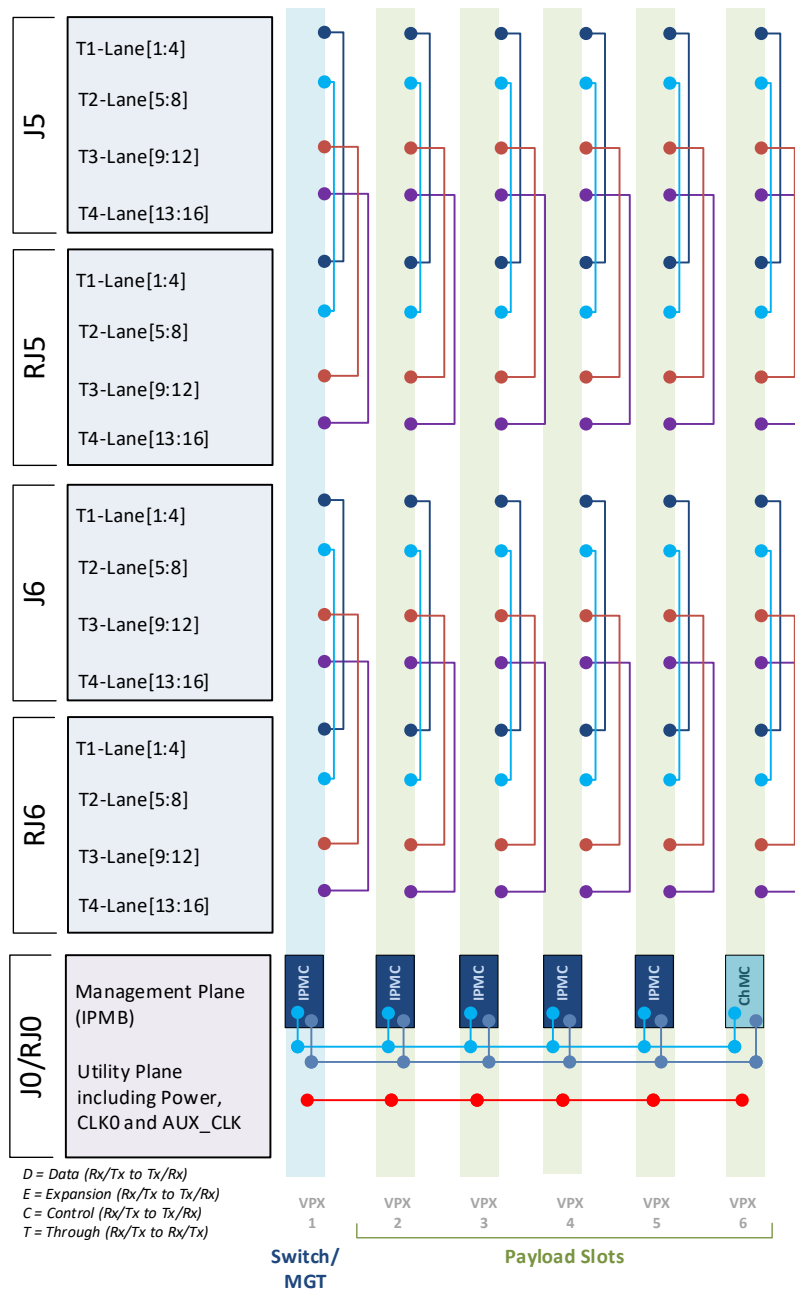 J5
T1-Lane[1:4]
T2-Lane[5:8]
T3-Lane[9:12]
T4-Lane[13:16]
RJ5
T1-Lane[1:4]
T2-Lane[5:8]
T3-Lane[9:12]
T4-Lane[13:16]
J6
T1-Lane[1:4]
T2-Lane[5:8]
T3-Lane[9:12]
T4-Lane[13:16]
RJ6
T1-Lane[1:4]
T2-Lane[5:8]
T3-Lane[9:12]
T4-Lane[13:16]
J0/RJ0
Management Plane
(IPMB)
Utility Plane
including Power,
CLK0 and AUX_CLK
IPMC
IPMC
IPMC
IPMC
IPMC
ChMC
D = Data (Rx/Tx to Tx/Rx)
E = Expansion (Rx/Tx to Tx/Rx)
C = Control (Rx/Tx to Tx/Rx)
T = Through (Rx/Tx to Rx/Tx)
VPX
1
VPX
2
VPX
3
VPX
4
VPX
5
VPX
6
Switch/
MGT
Payload Slots